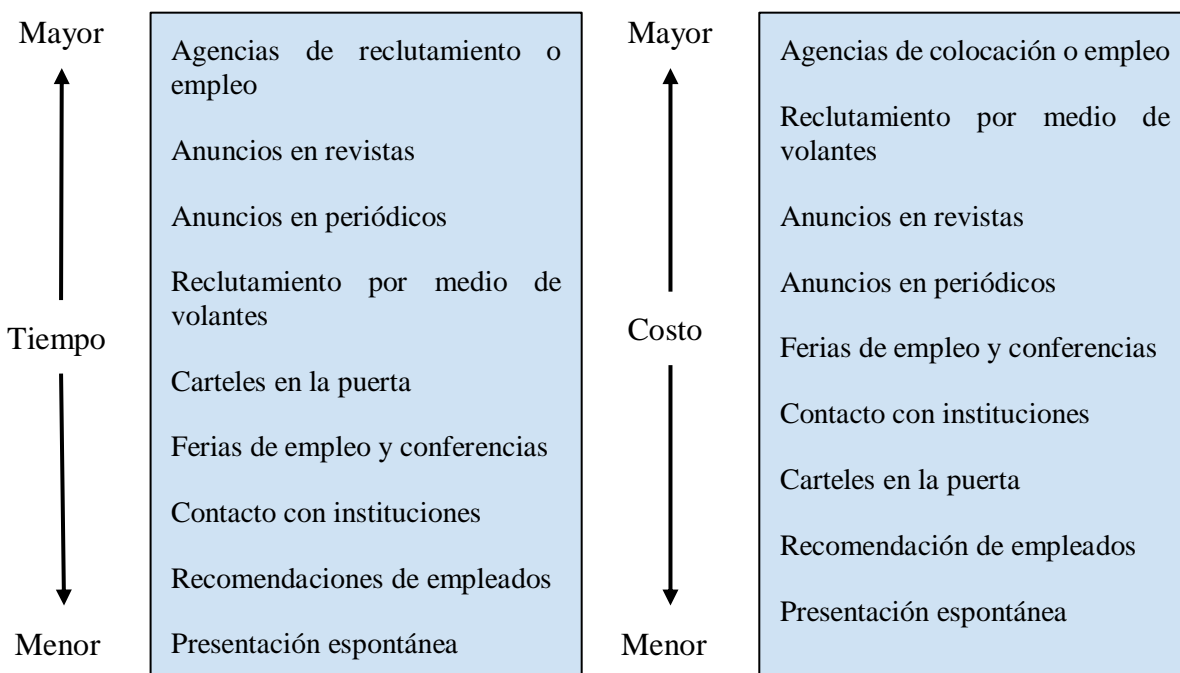 Mayor
Tiempo
Menor
Agencias de reclutamiento o
empleo
Anuncios en revistas
Anuncios en periódicos
Reclutamiento por medio de
volantes
Carteles en la puerta
Ferias de empleo y conferencias
Contacto con instituciones
Recomendaciones de empleados
Presentación espontánea
Mayor
Costo
Menor
Agencias de colocación o empleo
Reclutamiento por medio de
volantes
Anuncios en revistas
Anuncios en periódicos
Ferias de empleo y conferencias
Contacto con instituciones
Carteles en la puerta
Recomendación de empleados
Presentación espontánea